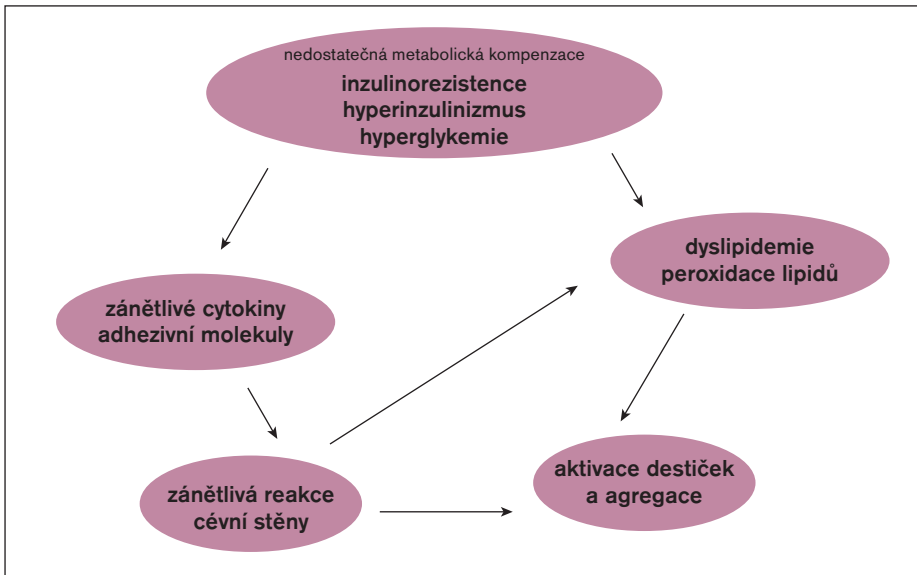 nedostatečná metabolická kompenzace
inzulinorezistence
hyperinzulinizmus
hyperglykemie
dyslipidemie
peroxidace lipidů
zánětlivé cytokiny
adhezivní molekuly
aktivace destiček
a agregace
zánětlivá reakce
cévní stěny